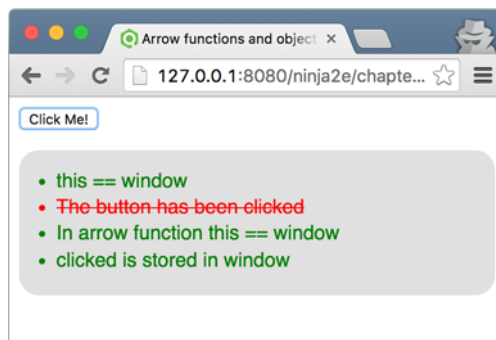 Arrow functions and object
127.0.0.1:8080/ninja2e/chapte...
Click Me!
this == window
The button has been clicked
In arrow function this == window
clicked is stored in window